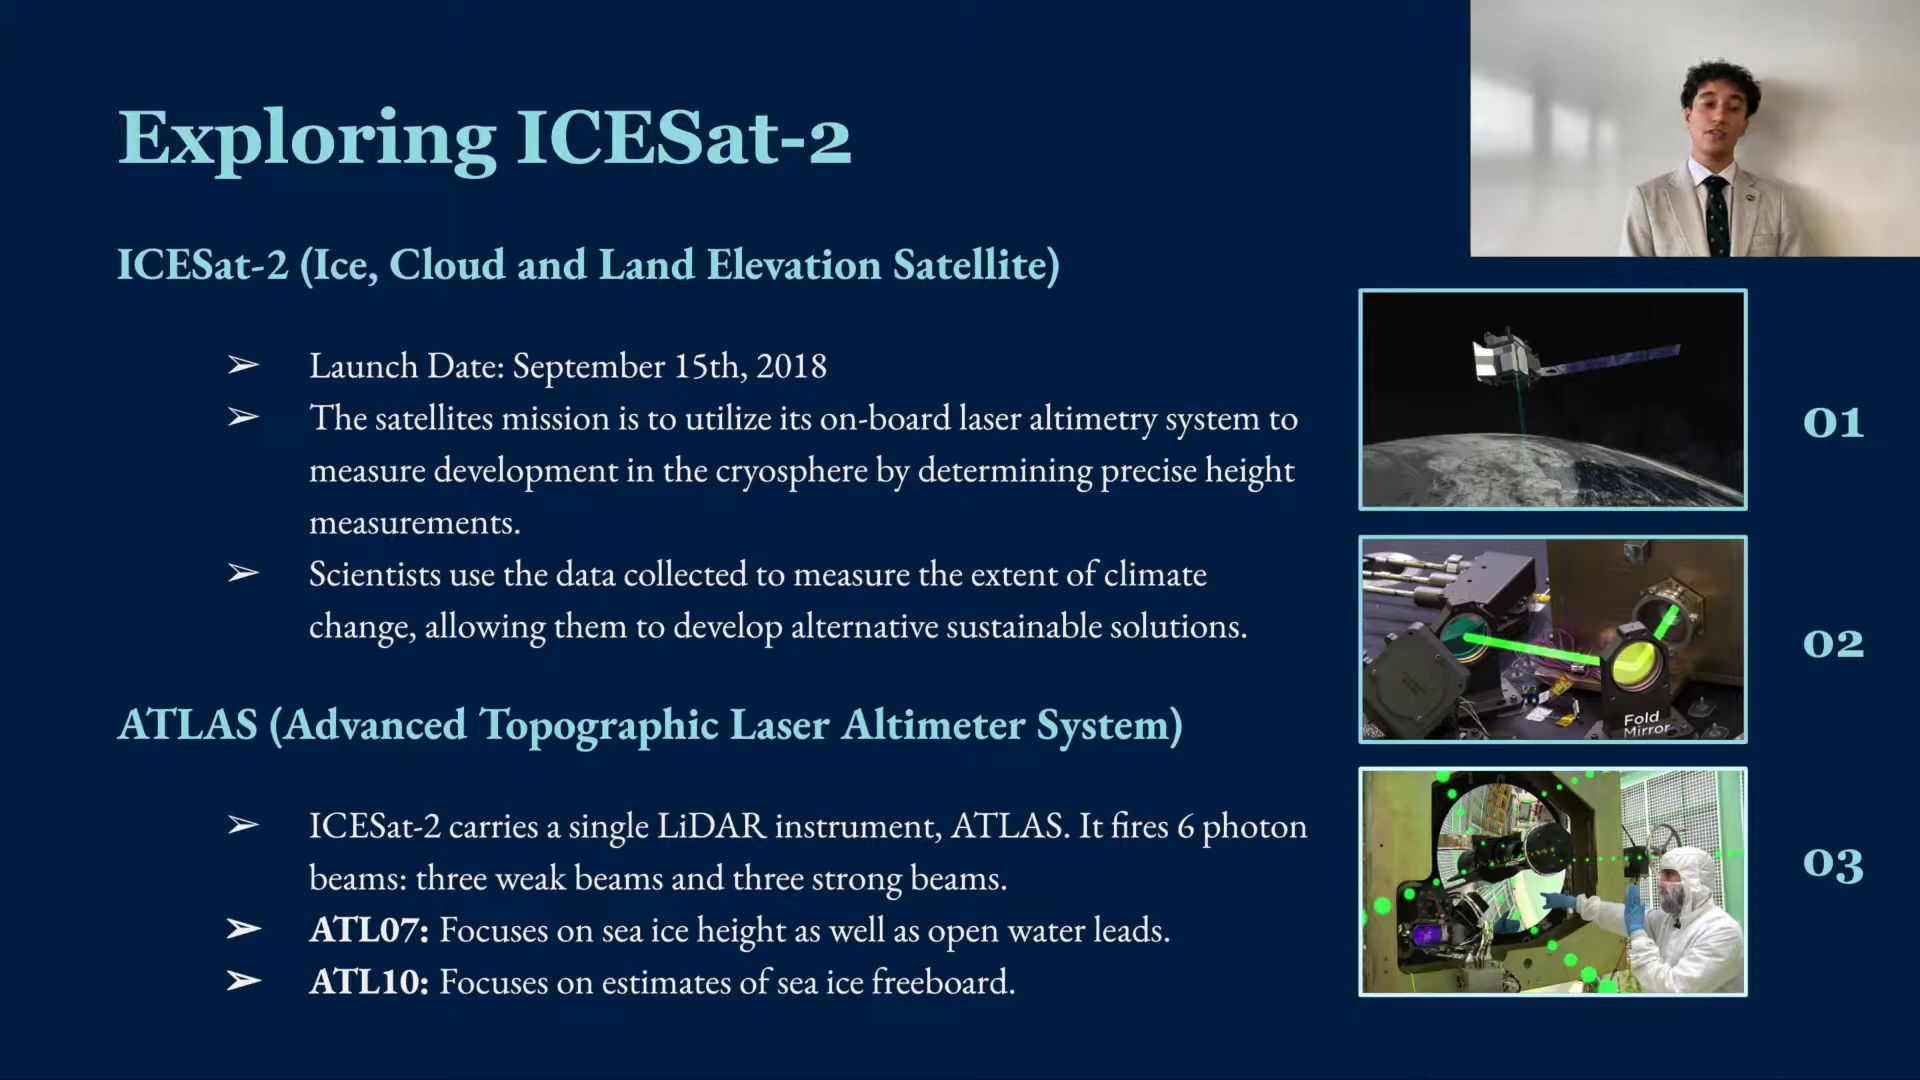 Exploring ICESat-2
ICESat-2 (Ice, Cloud and Land Elevation Satellite)
➢ Launch Date: September 15th, 2018
➢ The satellites mission is to utilize its on-board laser altimetry system to
measure development in the cryosphere by determining precise height
measurements.
➢ Scientists use the data collected to measure the extent of climate
change, allowing them to develop alternative sustainable solutions.
ATLAS (Advanced Topographic Laser Altimeter System)
➢ ICESat-2 carries a single LiDAR instrument, ATLAS. It fires 6 photon
beams: three weak beams and three strong beams.
➢ ATL07: Focuses on sea ice height as well as open water leads.
➢ ATL10: Focuses on estimates of sea ice freeboard.
01
02
Fold
Mirror
03